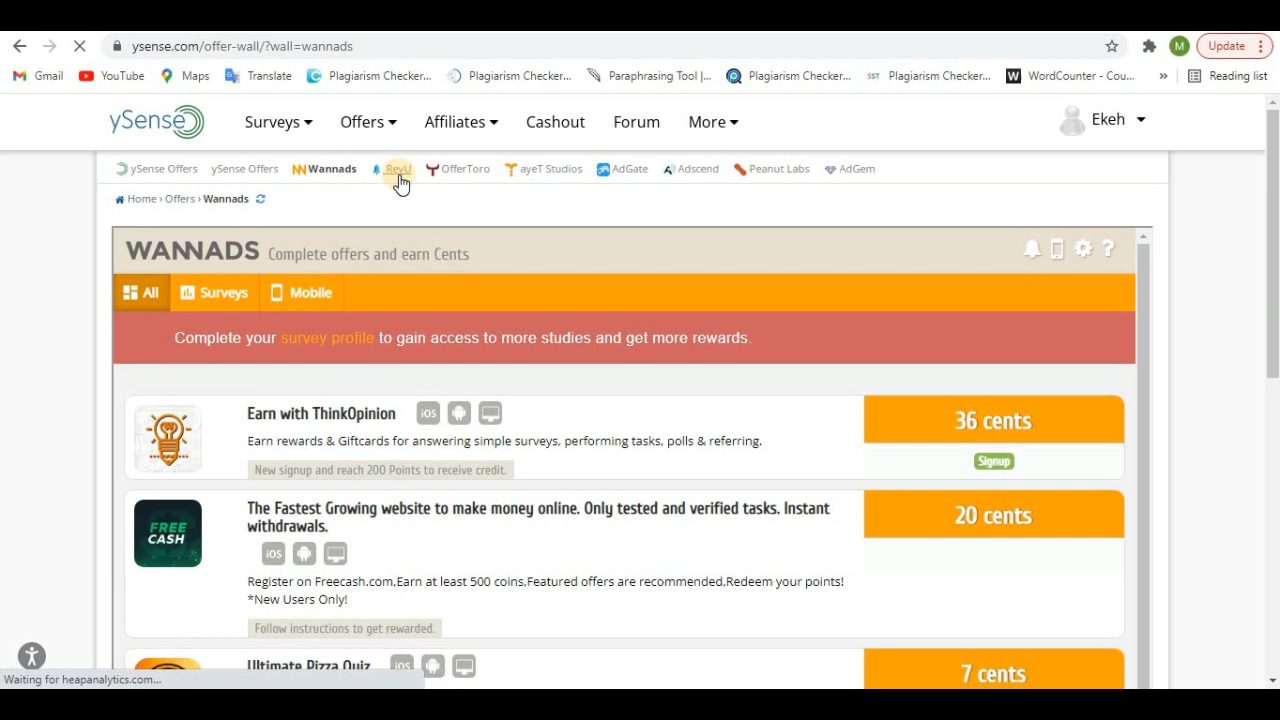 ysense.com/offer-wall/?wall=wannads
M
Update
Gmail YouTube Maps Translate Plagiarism Checker... Plagiarism Checker... Paraphrasing Tool |... Plagiarism Checker... SST Plagiarism Checker... W WordCounter - Cou... » Reading list
ySense Surveys Offers Affiliates Cashout Forum More Ekeh
ySense Offers ySense Offers Wannads RevU OfferToro ayeT Studios AdGate Adscend Peanut Labs AdGem
Home › Offers › Wannads
WANNADS Complete offers and earn Cents ?
All Surveys Mobile
Complete your survey profile to gain access to more studies and get more rewards.
Earn with ThinkOpinion iOS
36 cents
Earn rewards & Giftcards for answering simple surveys, performing tasks, polls & referring.
Signup
New signup and reach 200 Points to receive credit.
FREE CASH
The Fastest Growing website to make money online. Only tested and verified tasks. Instant
withdrawals.
20 cents
iOS
Register on Freecash.com,Earn at least 500 coins,Featured offers are recommended,Redeem your points!
*New Users Only!
Follow instructions to get rewarded.
Ultimate Pizza Quiz iOS
7 cents
Waiting for heapanalytics.com...